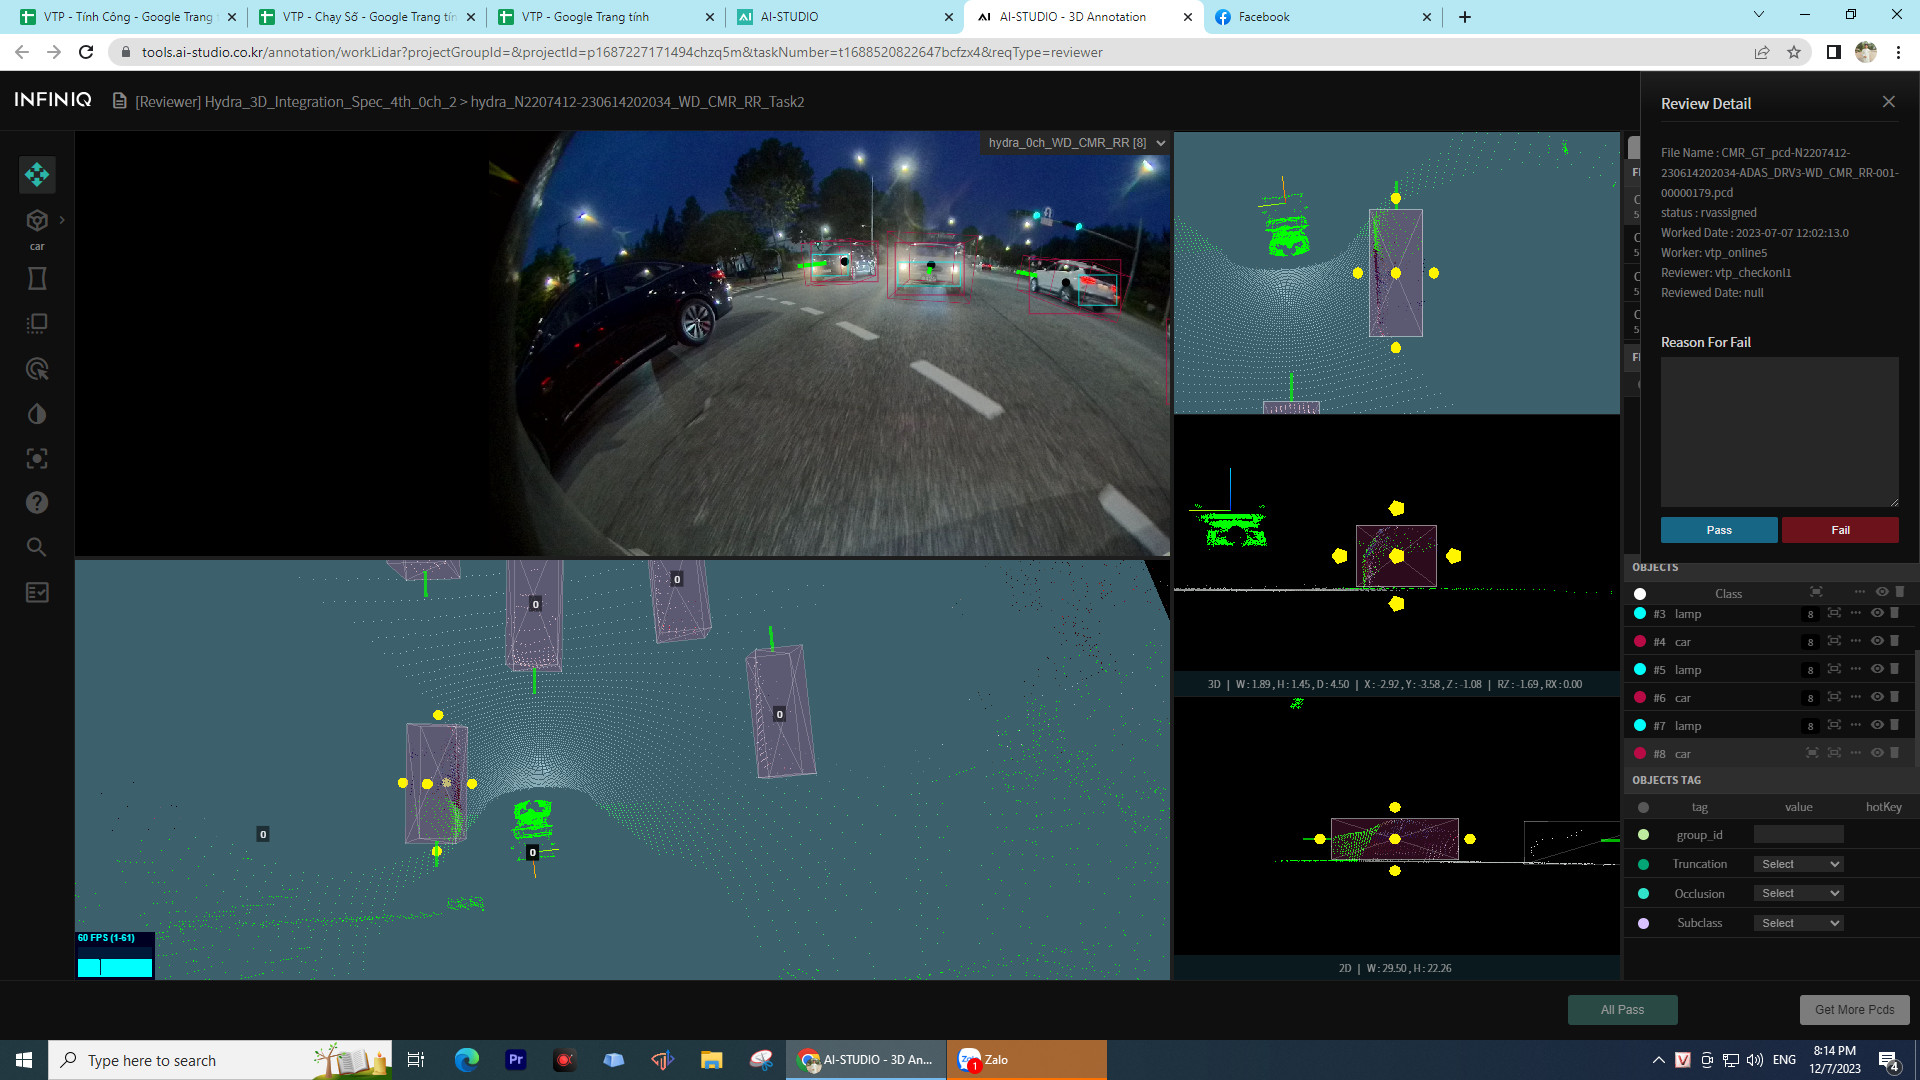 VTP - Tính Công - Google Trang
VTP - Chạy Số - Google Trang tín
VTP - Google Trang tính
AI-STUDIO
AI-STUDIO - 3D Annotation
Facebook
tools.ai-studio.co.kr/annotation/workLidar?projectGroupId=&projectId=p1687227171494chzq5m&taskNumber=t1688520822647bcfzx4&reqType=reviewer
INFINIQ
[Reviewer] Hydra_3D_Integration_Spec_4th_0ch_2 > hydra_N2207412-230614202034_WD_CMR_RR_Task2
car
hydra_0ch_WD_CMR_RR [8]
0
0
0
0
0
60 FPS (1-61)
3D | W : 1.89 , H : 1.45 , D : 4.50 | X : -2.92 , Y : -3.58 , Z : -1.08 | RZ : -1.69 , RX : 0.00
2D | W : 29.50 , H : 22.26
Review Detail
File Name : CMR_GT_pcd-N2207412-
230614202034-ADAS_DRV3-WD_CMR_RR-001-
00000179.pcd
status : rvassigned
Worked Date : 2023-07-07 12:02:13.0
Worker: vtp_online5
Reviewer: vtp_checkonl1
Reviewed Date: null
Reason For Fail
Pass
Fail
OBJECTS
Class
#3 lamp 8
#4 car 8
#5 lamp 8
#6 car 8
#7 lamp 8
#8 car
OBJECTS TAG
tag value hotKey
group_id
Truncation Select
Occlusion Select
Subclass Select
All Pass
Get More Pcds
Type here to search
Pr
AI-STUDIO - 3D An...
Zalo
1
V
ENG
8:14 PM
12/7/2023
4